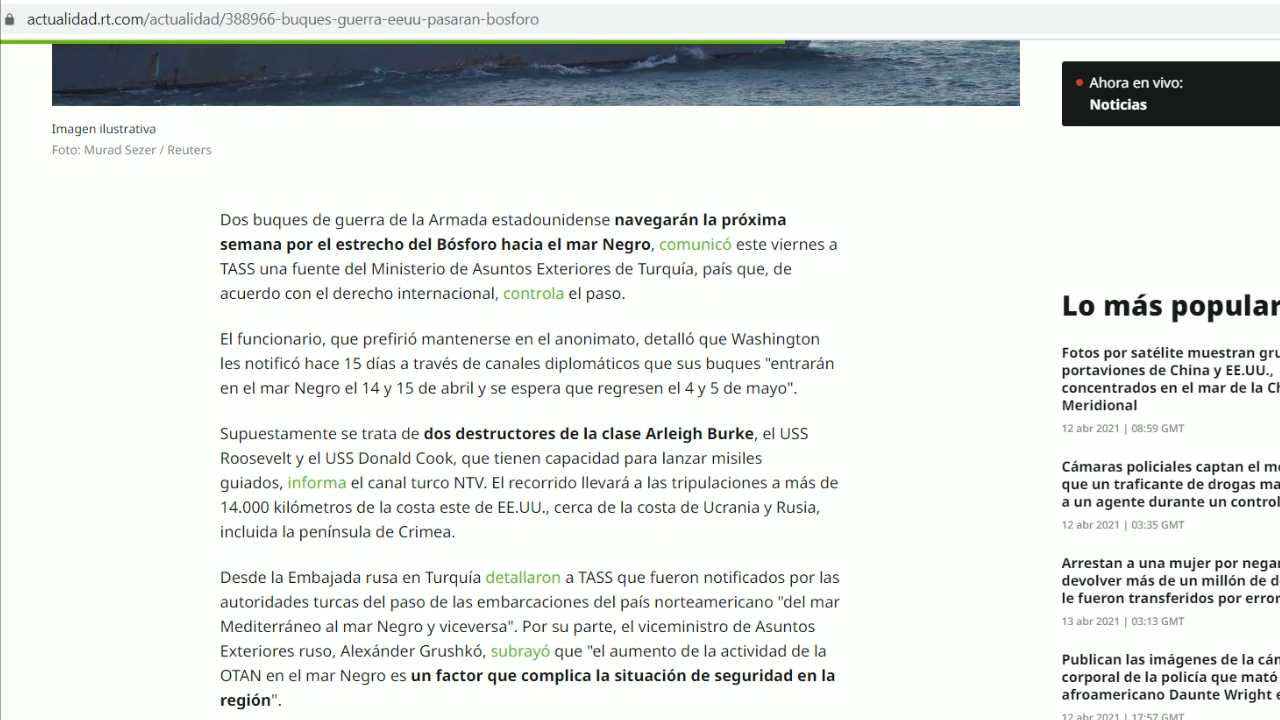 actualidad.rt.com/actualidad/388966-buques-guerra-eeuu-pasaran-bosforo
Imagen ilustrativa
Foto: Murad Sezer / Reuters
Dos buques de guerra de la Armada estadounidense navegarán la próxima
semana por el estrecho del Bósforo hacia el mar Negro, comunicó este viernes a
TASS una fuente del Ministerio de Asuntos Exteriores de Turquía, país que, de
acuerdo con el derecho internacional, controla el paso.
El funcionario, que prefirió mantenerse en el anonimato, detalló que Washington
les notificó hace 15 días a través de canales diplomáticos que sus buques "entrarán
en el mar Negro el 14 y 15 de abril y se espera que regresen el 4 y 5 de mayo".
Supuestamente se trata de dos destructores de la clase Arleigh Burke, el USS
Roosevelt y el USS Donald Cook, que tienen capacidad para lanzar misiles
guiados, informa el canal turco NTV. El recorrido llevará a las tripulaciones a más de
14.000 kilómetros de la costa este de EE.UU., cerca de la costa de Ucrania y Rusia,
incluida la península de Crimea.
Desde la Embajada rusa en Turquía detallaron a TASS que fueron notificados por las
autoridades turcas del paso de las embarcaciones del país norteamericano "del mar
Mediterráneo al mar Negro y viceversa". Por su parte, el viceministro de Asuntos
Exteriores ruso, Alexánder Grushkó, subrayó que "el aumento de la actividad de la
OTAN en el mar Negro es un factor que complica la situación de seguridad en la
región".
Ahora en vivo:
Noticias
Lo más popular
Fotos por satélite muestran gru
portaviones de China y EE.UU.,
concentrados en el mar de la Ch
Meridional
12 abr 2021 | 08:59 GMT
Cámaras policiales captan el mo
que un traficante de drogas ma
a un agente durante un control
12 abr 2021 | 03:35 GMT
Arrestan a una mujer por negar
devolver más de un millón de d
le fueron transferidos por error
13 abr 2021 | 03:13 GMT
Publican las imágenes de la cám
corporal de la policía que mató
afroamericano Daunte Wright e
12 abr 2021 | 17:57 GMT